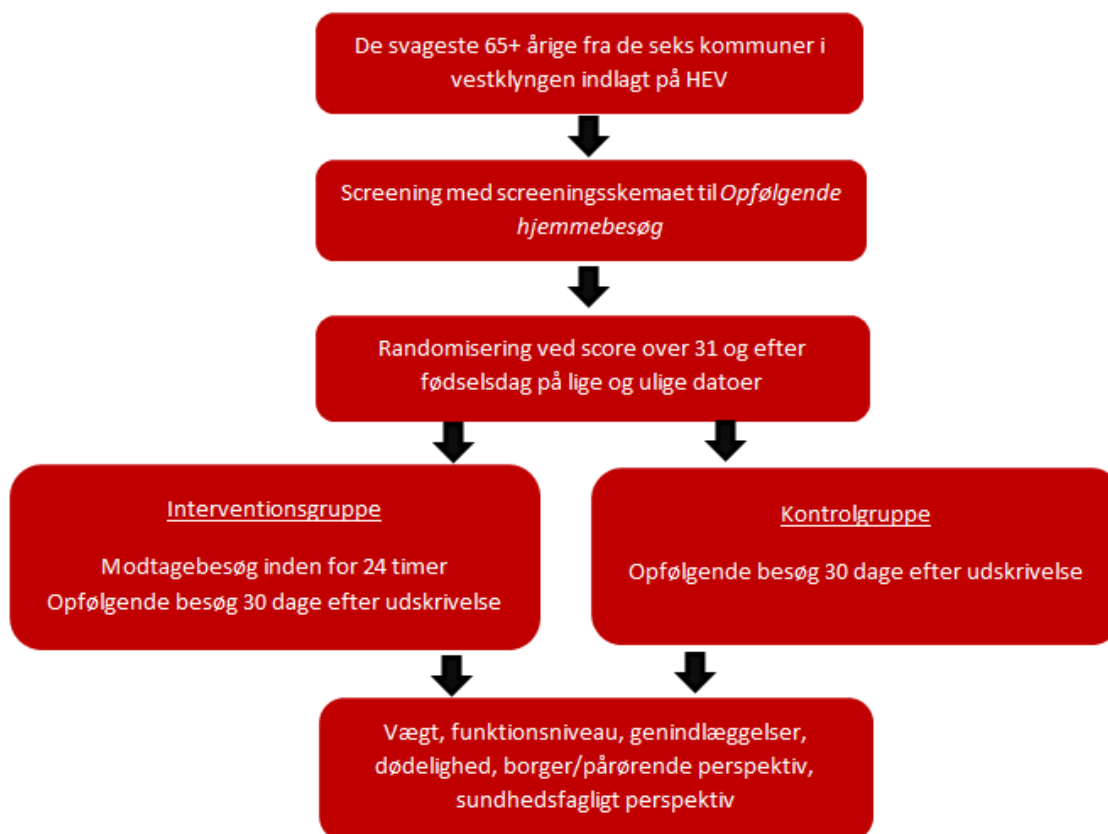 De svageste 65+ årige fra de seks kommuner i
vestklyngen indlagt på HEV
Screening med screeningsskemaet til Opfølgende
hjemmebesøg
Randomisering ved score over 31 og efter
fødselsdag på lige og ulige datoer
Interventionsgruppe
Modtagebesøg inden for 24 timer
Opfølgende besøg 30 dage efter udskrivelse
Kontrolgruppe
Opfølgende besøg 30 dage efter udskrivelse
Vægt, funktionsniveau, genindlæggelser,
dødelighed, borger/pårørende perspektiv,
sundhedsfagligt perspektiv